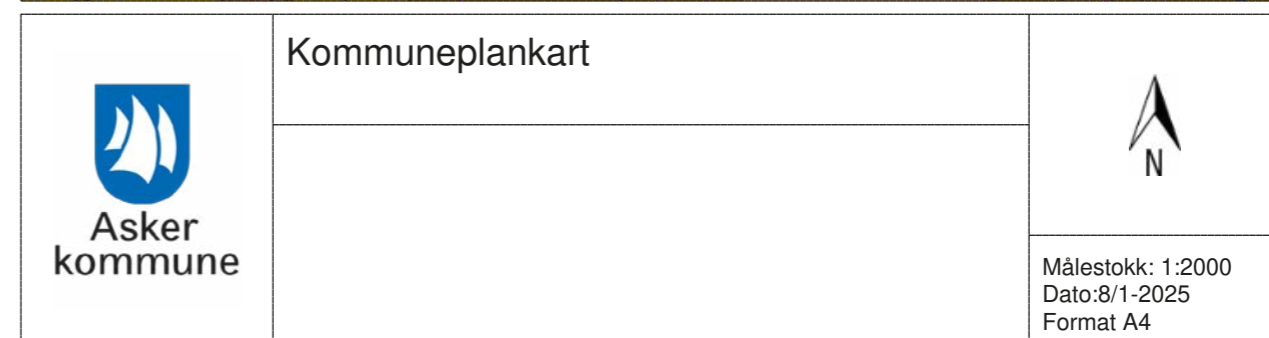 Kommuneplankart
Asker
kommune
N
Målestokk: 1:2000
Dato:8/1-2025
Format A4